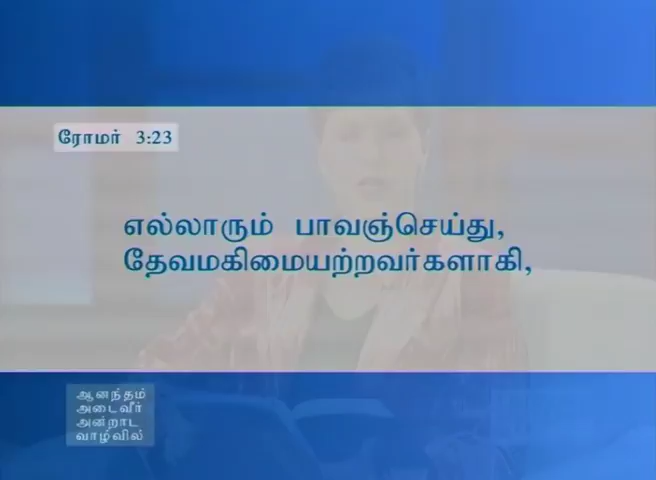 ரோமர் 3:23
எல்லாரும் பாவஞ்செய்து,
தேவமகிமையற்றவர்களாகி,
ஆனந்தம்
அடைவீர்
அன்றாட
வாழ்வில்